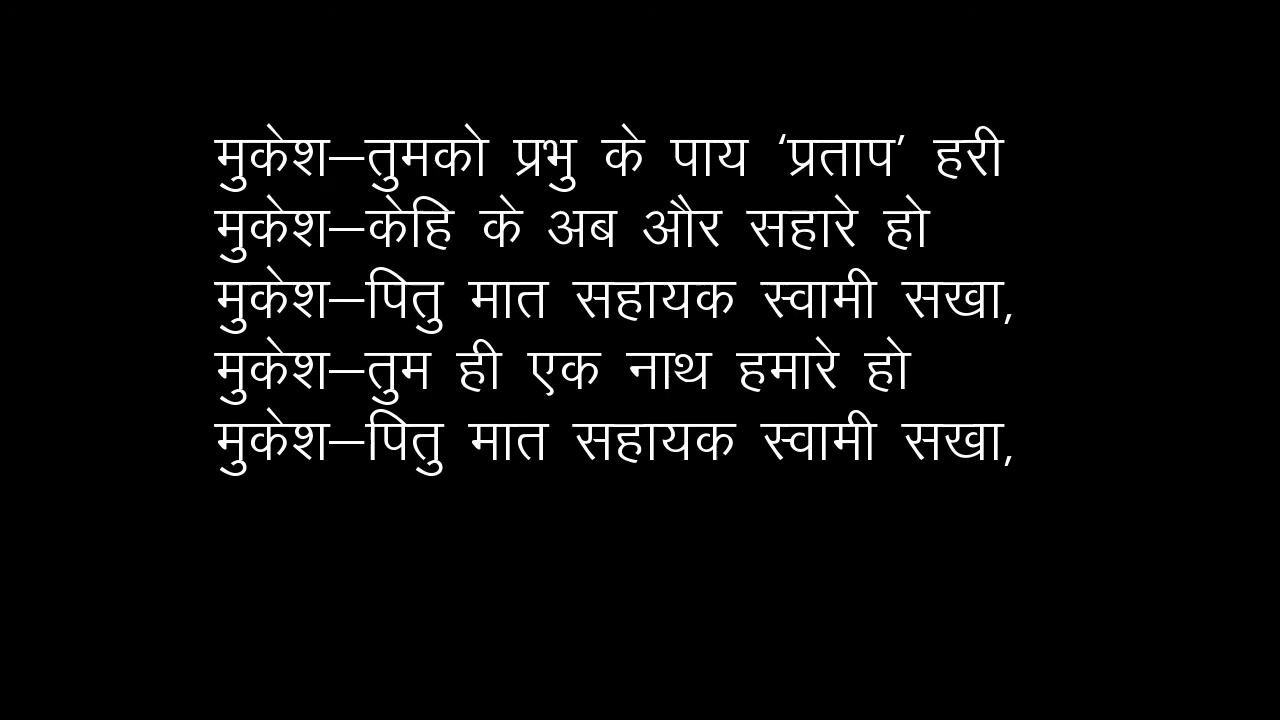 मुकेश–तुमको प्रभु के पाय ‘प्रताप’ हरी
मुकेश–केहि के अब और सहारे हो
मुकेश–पितु मात सहायक स्वामी सखा,
मुकेश–तुम ही एक नाथ हमारे हो
मुकेश–पितु मात सहायक स्वामी सखा,